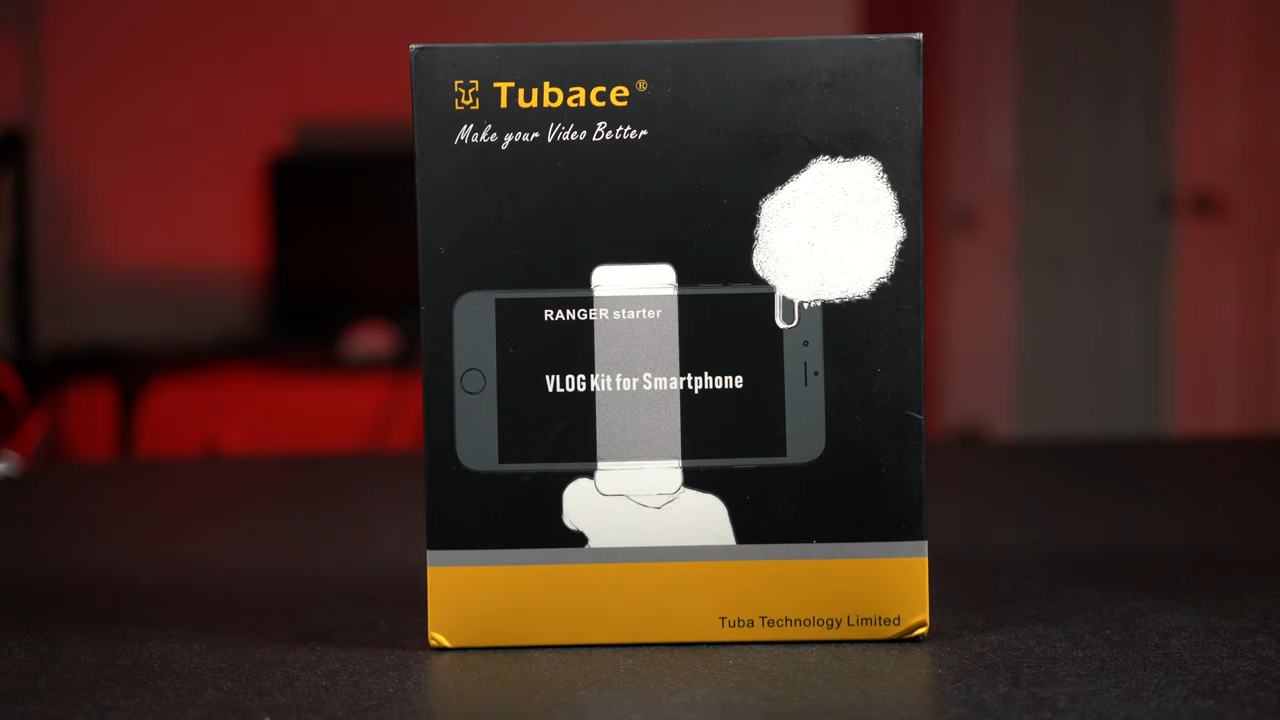 Tubace®
Make your Video Better
RANGER starter
VLOG Kit for Smartphone
Tuba Technology Limited